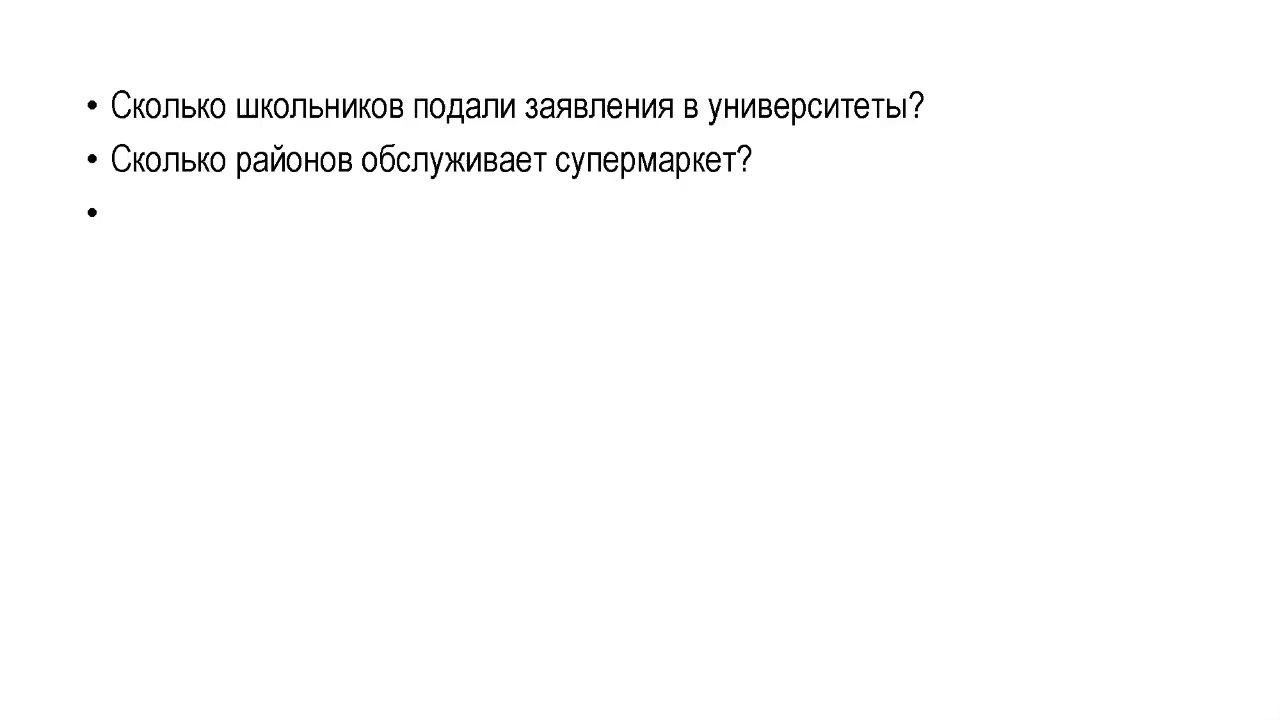 • Сколько школьников подали заявления в университеты?
• Сколько районов обслуживает супермаркет?
•